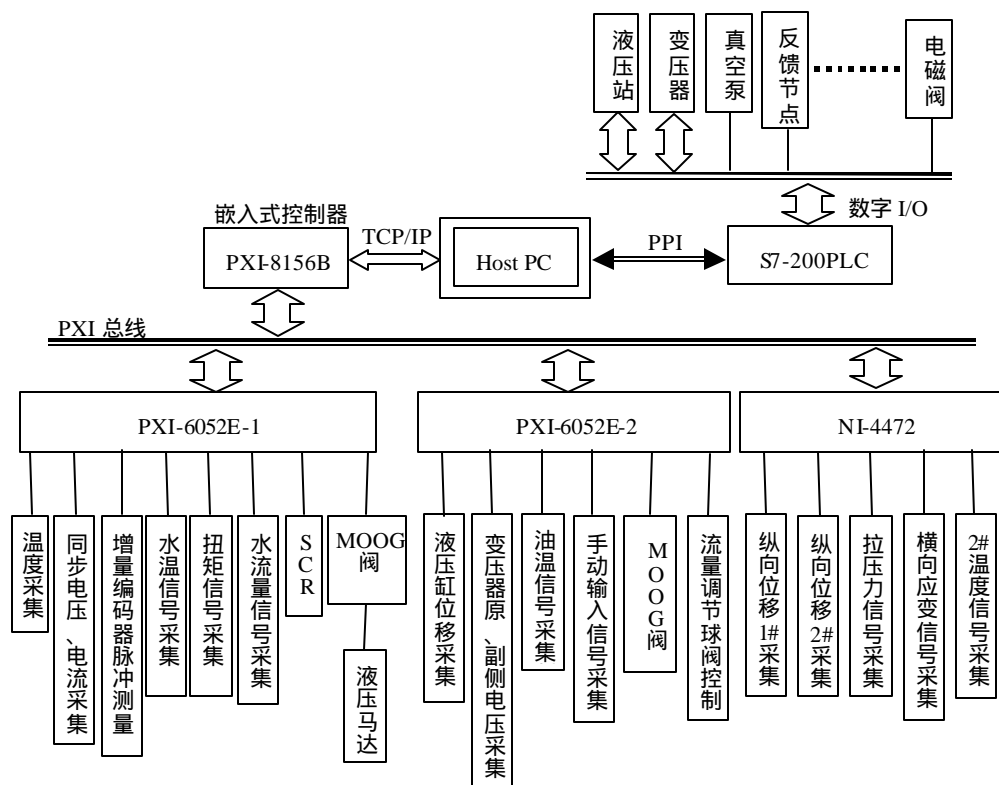 液压站
变压器
真空泵
反馈节点
电磁阀
数字 I/O
嵌入式控制器
PXI-8156B
TCP/IP
Host PC
PPI
S7-200PLC
PXI 总线
PXI-6052E-1
PXI-6052E-2
NI-4472
温度采集
同步电压、电流采集
增量编码器脉冲测量
水温信号采集
扭矩信号采集
水流量信号采集
SCR
MOOG
阀
液压马达
液压缸位移采集
变压器原、副侧电压采集
油温信号采集
手动输入信号采集
MOOG阀
流量调节球阀控制
纵向位移1#采集
纵向位移2#采集
拉压力信号采集
横向应变信号采集
2#温度信号采集